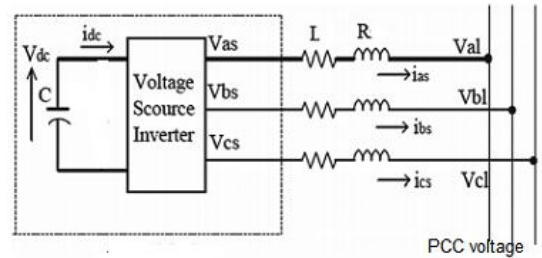 idc
Vdc
C
Voltage
Scource
Inverter
Vas
L
R
Val
ias
Vbs
Vbl
ibs
Vcs
ics
Vcl
PCC voltage